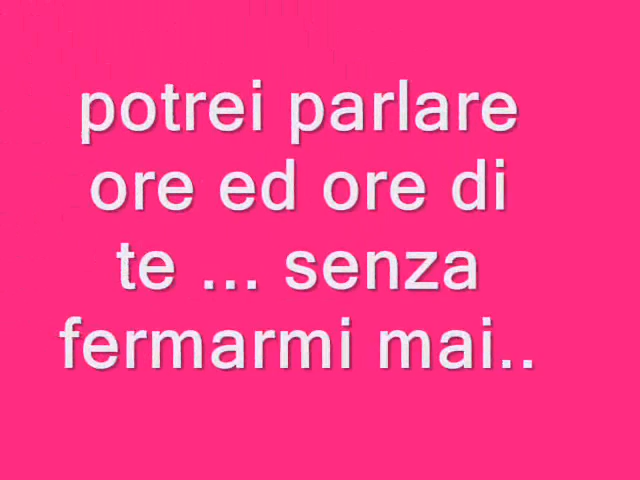 potrei parlare
ore ed ore di
te ... senza
fermarmi mai..